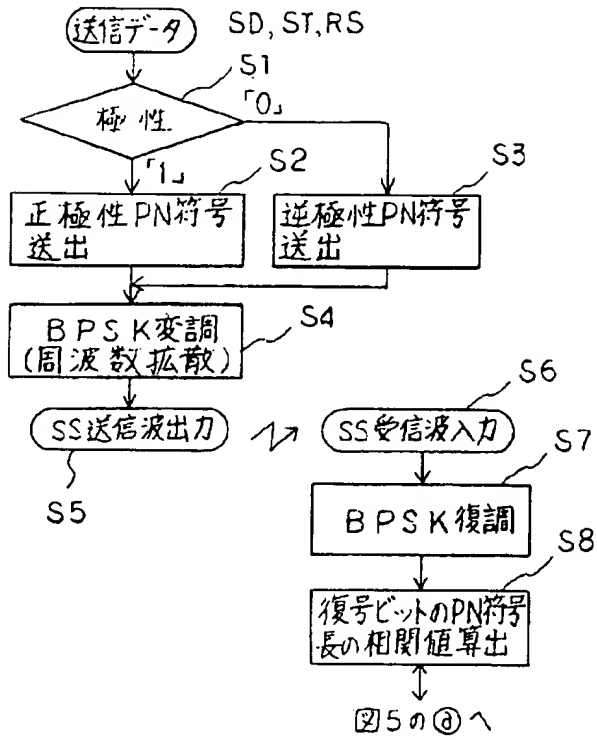 送信データ SD, ST, RS
S1
極性
「0」
「1」
S2
S3
正極性PN符号
送出
逆極性PN符号
送出
BPSK変調
(周波数拡散)
S4
SS送信波出力
S5
S6
SS受信波入力
S7
BPSK復調
S8
復号ビットのPN符号
長の相関値算出
図5のⓐへ